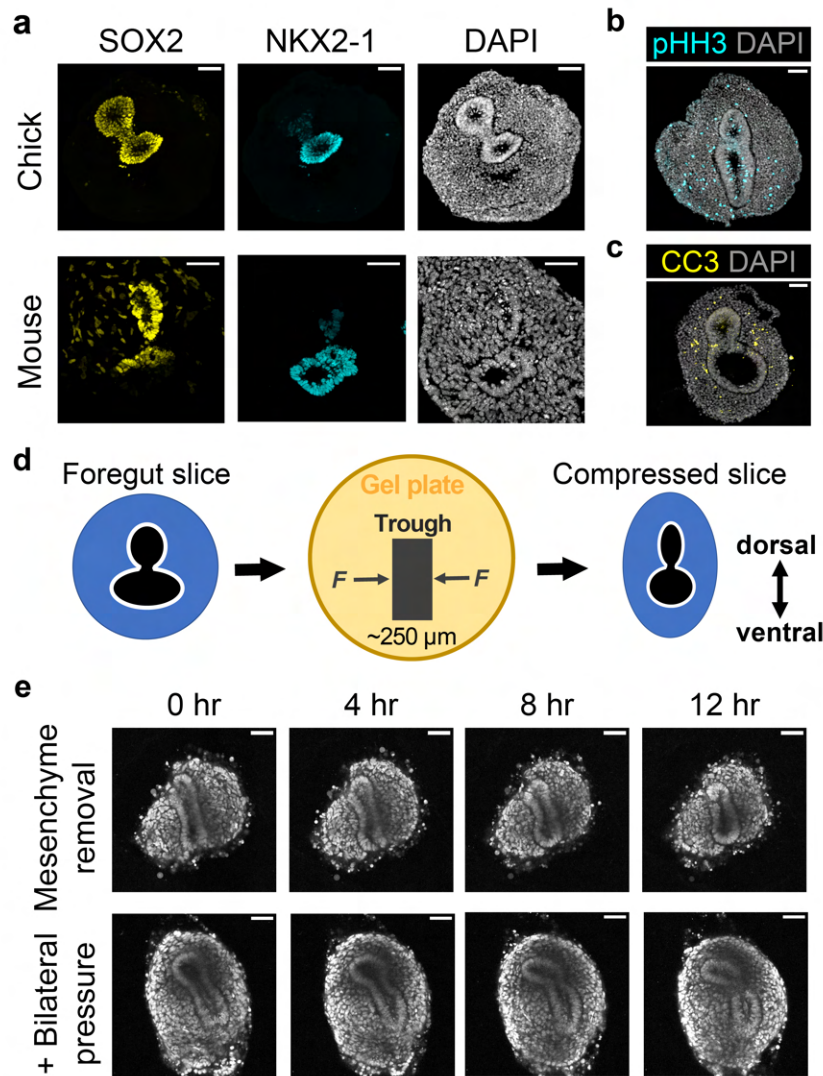 a
SOX2 NKX2-1 DAPI
Chick
Mouse
b
pHH3 DAPI
c
CC3 DAPI
d
Foregut slice
Gel plate
Trough
F F
~250 µm
Compressed slice
dorsal
ventral
e
0 hr 4 hr 8 hr 12 hr
Mesenchyme
removal
+ Bilateral
pressure